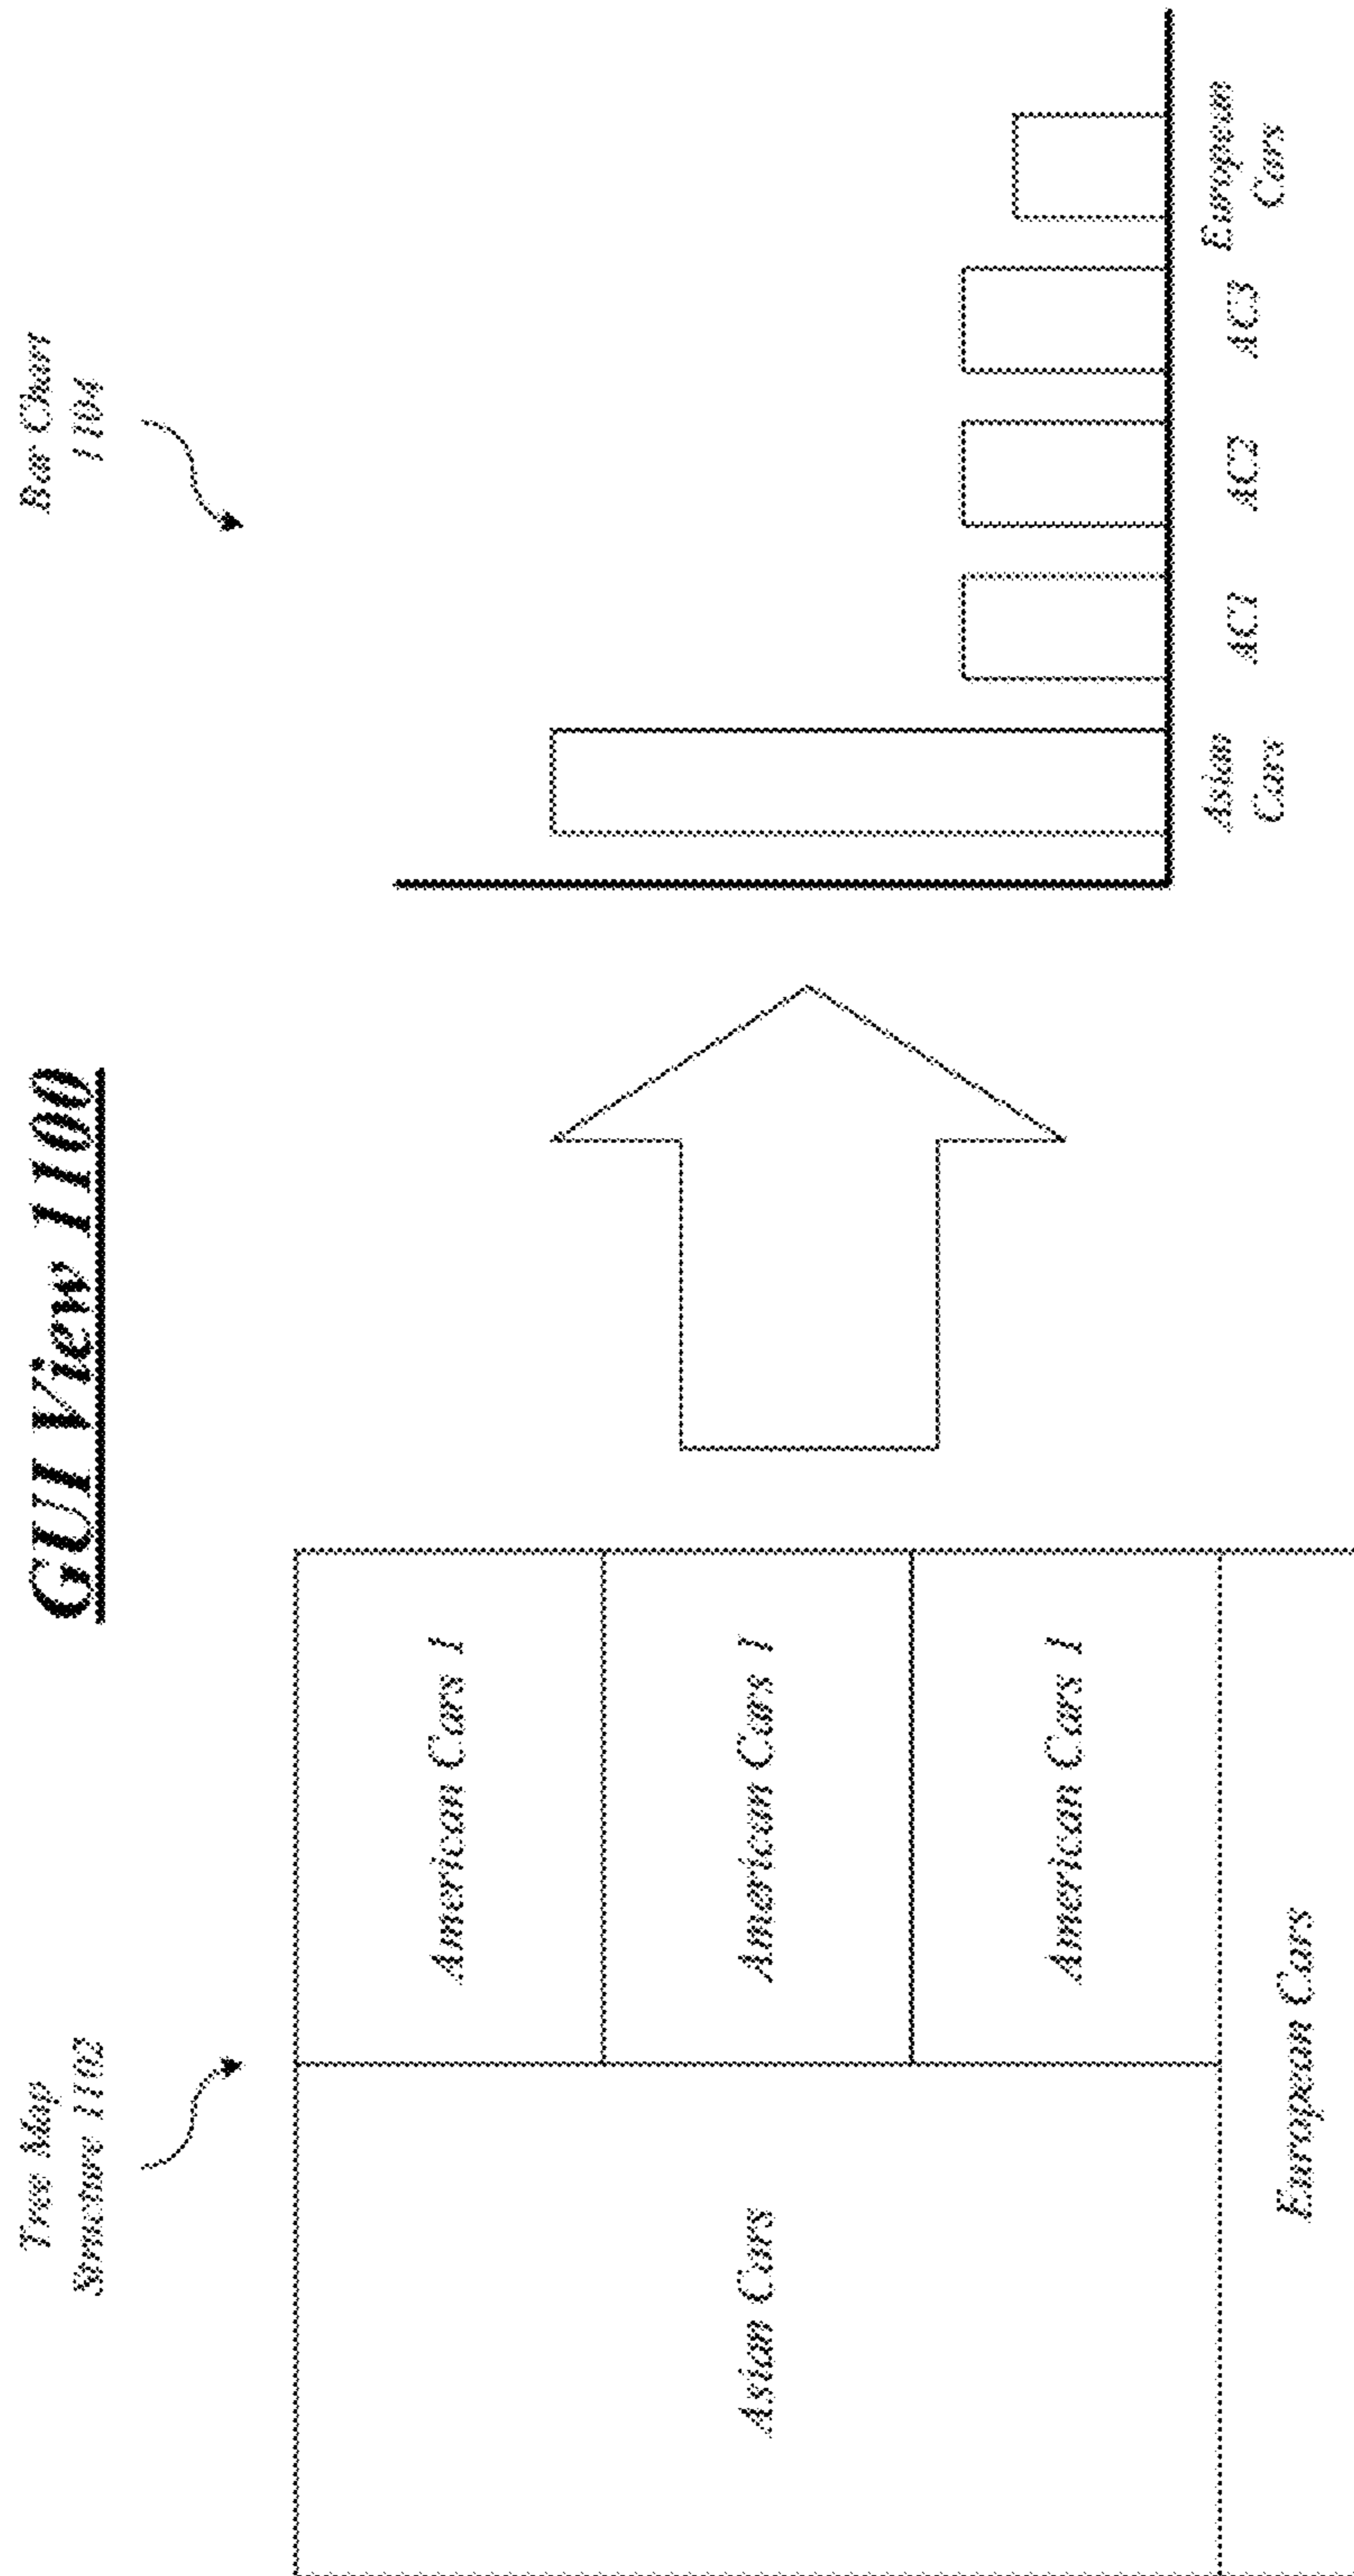 GUI View 1100
Tree Map
Structure 1102
Asian Cars
American Cars 1
American Cars 1
American Cars 1
European Cars
Bar Chart
1104
Asian
Cars
AC1
AC2
AC3
European
Cars